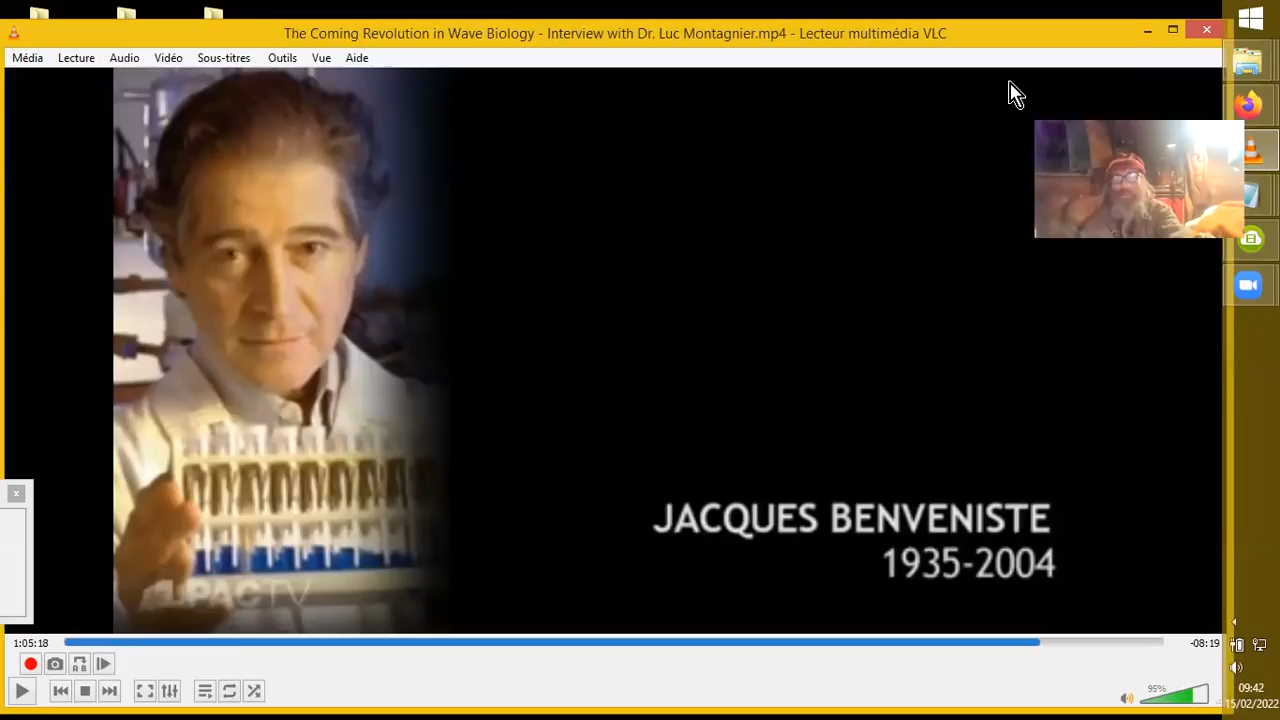 The Coming Revolution in Wave Biology - Interview with Dr. Luc Montagnier.mp4 - Lecteur multimédia VLC
Média Lecture Audio Vidéo Sous-titres Outils Vue Aide
JACQUES BENVENISTE
1935-2004
LPACTV
1:05:18
-08:19
95%
09:42
15/02/2022